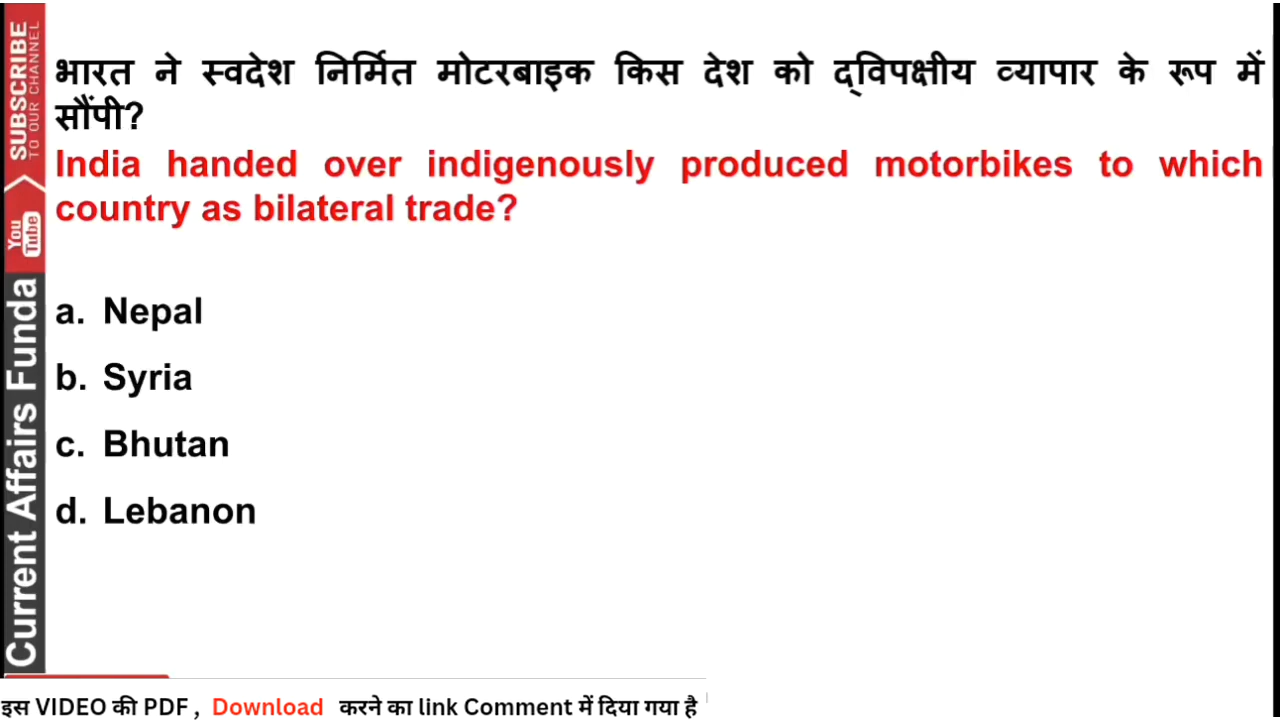 भारत ने स्वदेश निर्मित मोटरबाइक किस देश को द्विपक्षीय व्यापार के रूप में
सौंपी?
India handed over indigenously produced motorbikes to which
country as bilateral trade?
a. Nepal
b. Syria
c. Bhutan
d. Lebanon
SUBSCRIBE
TO OUR CHANNEL
You
Tube
Current Affairs Funda
इस VIDEO की PDF , Download करने का link Comment में दिया गया है